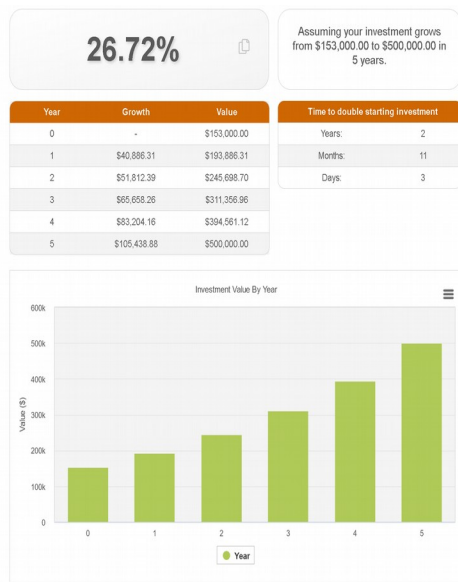 26.72%
Assuming your investment grows
from $153,000.00 to $500,000.00 in
5 years.
Year Growth Value
0 - $153,000.00
1 $40,886.31 $193,886.31
2 $51,812.39 $245,698.70
3 $65,658.26 $311,356.96
4 $83,204.16 $394,561.12
5 $105,438.88 $500,000.00
Time to double starting investment
Years: 2
Months: 11
Days: 3
Investment Value By Year
Value ($)
600k
500k
400k
300k
200k
100k
0
0 1 2 3 4 5
Year